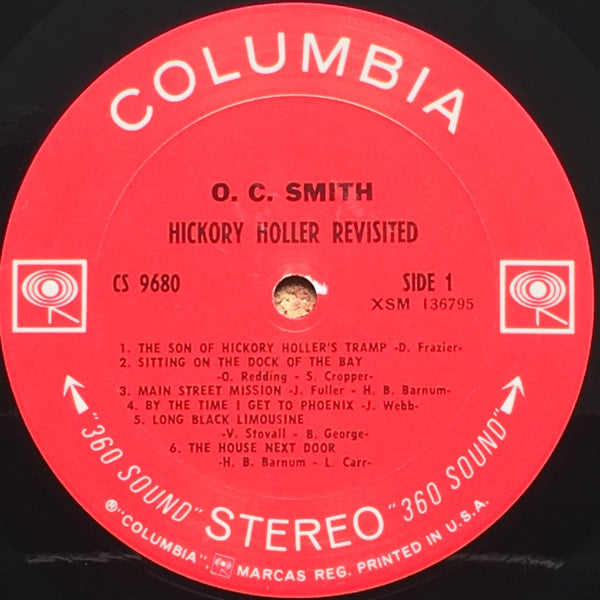 COLUMBIA
O. C. SMITH
HICKORY HOLLER REVISITED
CS 9680
SIDE 1
XSM 136795
1. THE SON OF HICKORY HOLLER'S TRAMP -D. Frazier-
2. SITTING ON THE DOCK OF THE BAY
-O. Redding - S. Cropper-
3. MAIN STREET MISSION -J. Fuller - H. B. Barnum-
4. BY THE TIME I GET TO PHOENIX -J. Webb-
5. LONG BLACK LIMOUSINE
-V. Stovall - B. George-
6. THE HOUSE NEXT DOOR
-H. B. Barnum - L. Carr-
"360 SOUND" STEREO "360 SOUND"
®"COLUMBIA", MARCAS REG. PRINTED IN U.S.A.